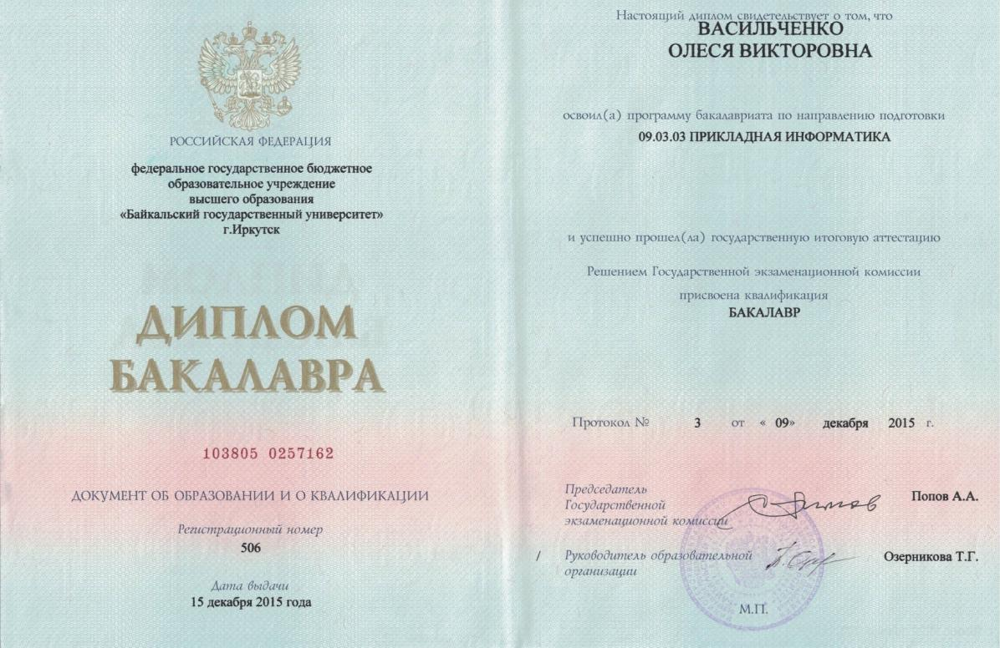 РОССИЙСКАЯ ФЕДЕРАЦИЯ
федеральное государственное бюджетное
образовательное учреждение
высшего образования
«Байкальский государственный университет»
г.Иркутск
ДИПЛОМ
БАКАЛАВРА
103805 0257162
ДОКУМЕНТ ОБ ОБРАЗОВАНИИ И О КВАЛИФИКАЦИИ
Регистрационный номер
506
Дата выдачи
15 декабря 2015 года
Настоящий диплом свидетельствует о том, что
ВАСИЛЬЧЕНКО
ОЛЕСЯ ВИКТОРОВНА
освоил(а) программу бакалавриата по направлению подготовки
09.03.03 ПРИКЛАДНАЯ ИНФОРМАТИКА
и успешно прошел(ла) государственную итоговую аттестацию
Решением Государственной экзаменационной комиссии
присвоена квалификация
БАКАЛАВР
Протокол № 3 от « 09» декабря 2015 г.
Председатель
Государственной
экзаменационной комиссии
Попов А.А.
/ Руководитель образовательной
организации
Озерникова Т.Г.
М.П.